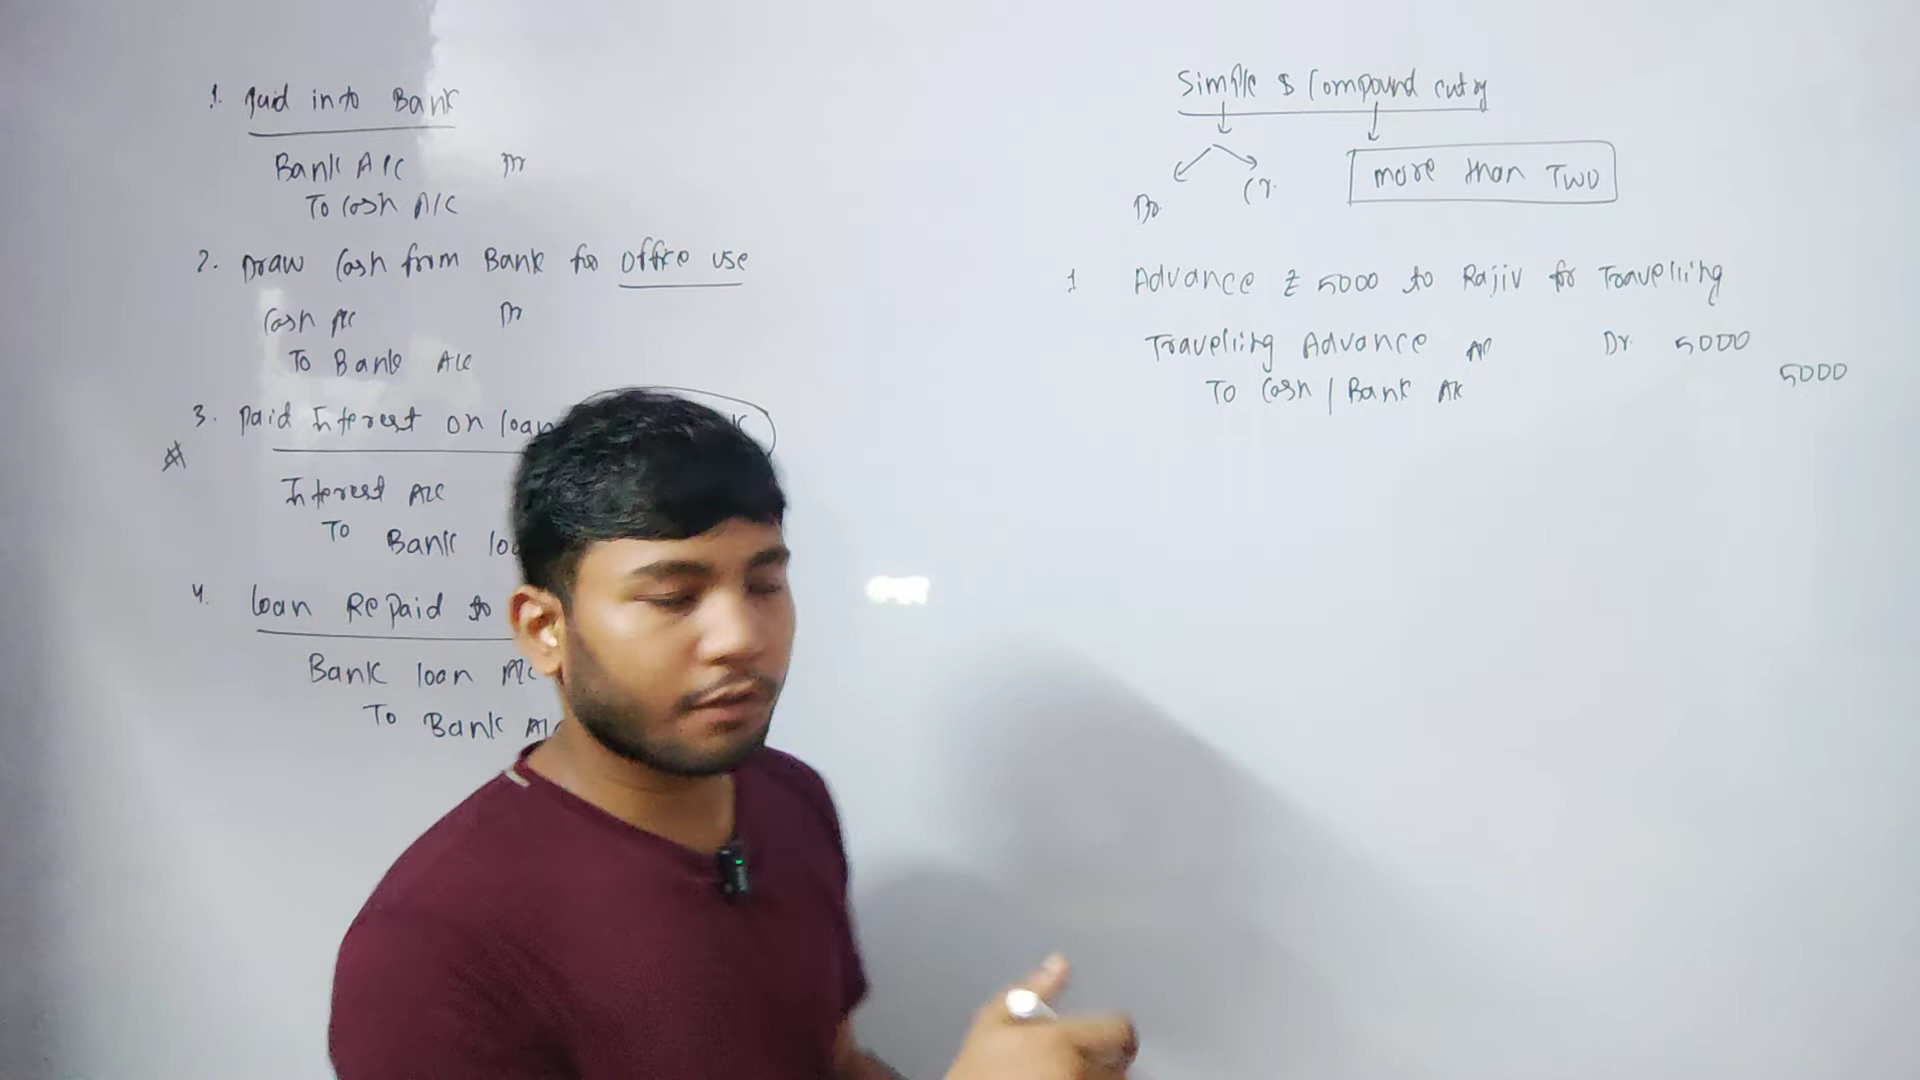 1. Paid into Bank
Bank A/C Dr
To Cash A/C
2. Draw Cash from Bank for office use
Cash A/C Dr
To Bank A/C
3. Paid Interest on loan
Interest A/C
To Bank
4. loan Repaid to
Bank loan A/C
To Bank A/C
Simple & Compound entry
Dr. Cr.
more than Two
1 Advance ₹ 5000 to Rajiv for Travelling
Travelling Advance A/C Dr. 5000
To Cash / Bank A/C 5000